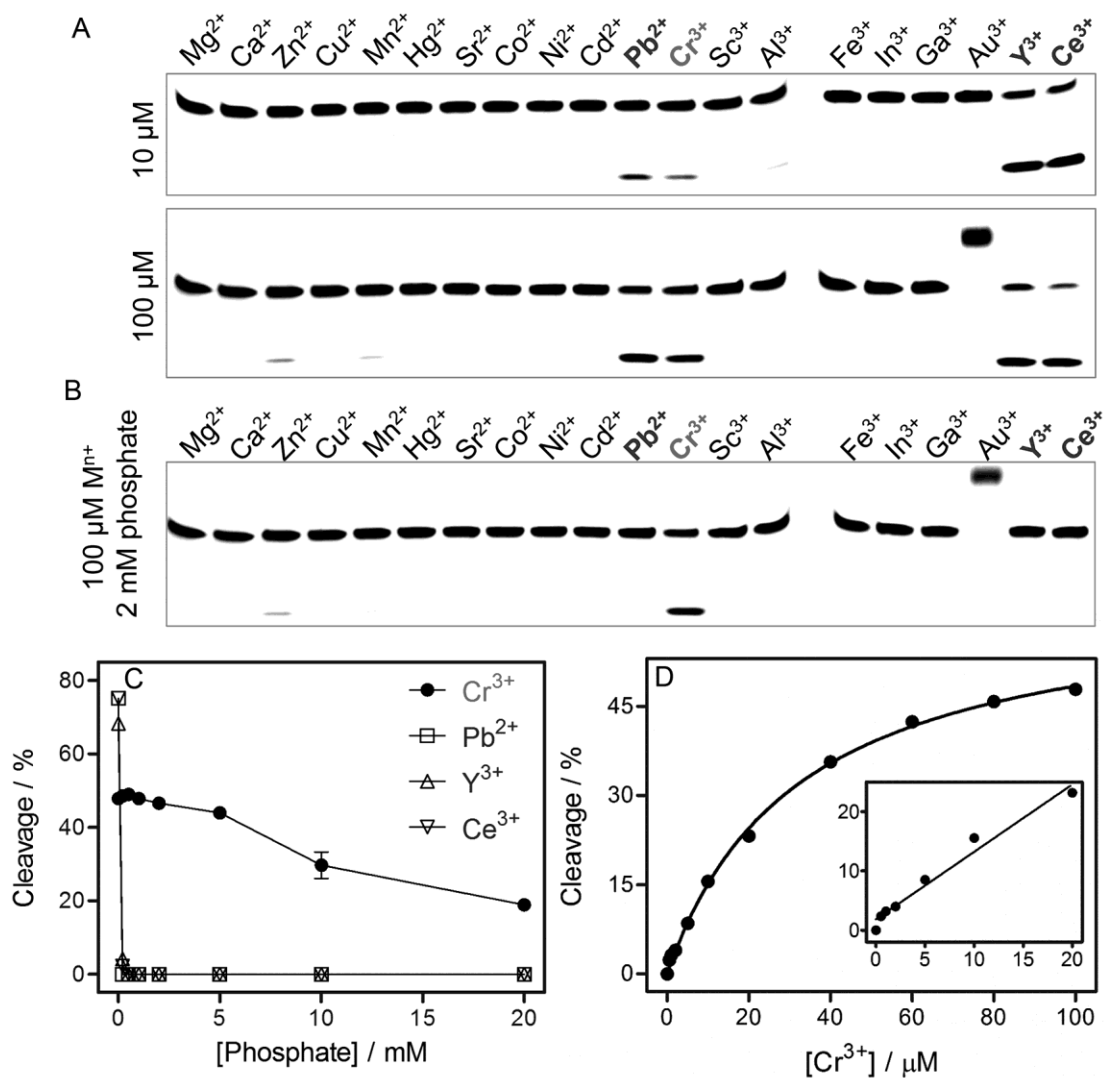 A
Mg²⁺ Ca²⁺ Zn²⁺ Cu²⁺ Mn²⁺ Hg²⁺ Sr²⁺ Co²⁺ Ni²⁺ Cd²⁺ Pb²⁺ Cr³⁺ Sc³⁺ Al³⁺ Fe³⁺ In³⁺ Ga³⁺ Au³⁺ Y³⁺ Ce³⁺
10 μM
100 μM
B
Mg²⁺ Ca²⁺ Zn²⁺ Cu²⁺ Mn²⁺ Hg²⁺ Sr²⁺ Co²⁺ Ni²⁺ Cd²⁺ Pb²⁺ Cr³⁺ Sc³⁺ Al³⁺ Fe³⁺ In³⁺ Ga³⁺ Au³⁺ Y³⁺ Ce³⁺
100 μM Mⁿ⁺
2 mM phosphate
C
Cleavage / %
80
60
40
20
0
Cr³⁺
Pb²⁺
Y³⁺
Ce³⁺
0 5 10 15 20
[Phosphate] / mM
D
Cleavage / %
45
30
15
0
20
10
0
0 5 10 15 20
0 20 40 60 80 100
[Cr³⁺] / μM